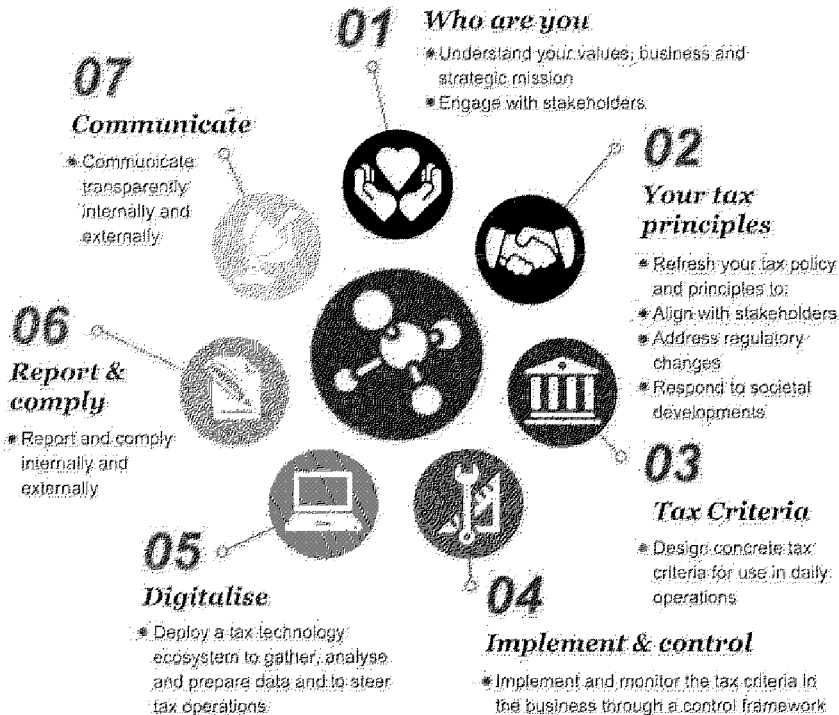 01
Who are you
• Understand your values, business and
strategic mission
• Engage with stakeholders
02
Your tax
principles
• Refresh your tax policy
and principles to:
• Align with stakeholders
• Address regulatory
changes
• Respond to societal
developments
03
Tax Criteria
• Design concrete tax
criteria for use in daily
operations
04
Implement & control
• Implement and monitor the tax criteria in
the business through a control framework
05
Digitalise
• Deploy a tax technology
ecosystem to gather, analyse
and prepare data and to steer
tax operations
06
Report &
comply
• Report and comply
internally and
externally
07
Communicate
• Communicate
transparently
internally and
externally